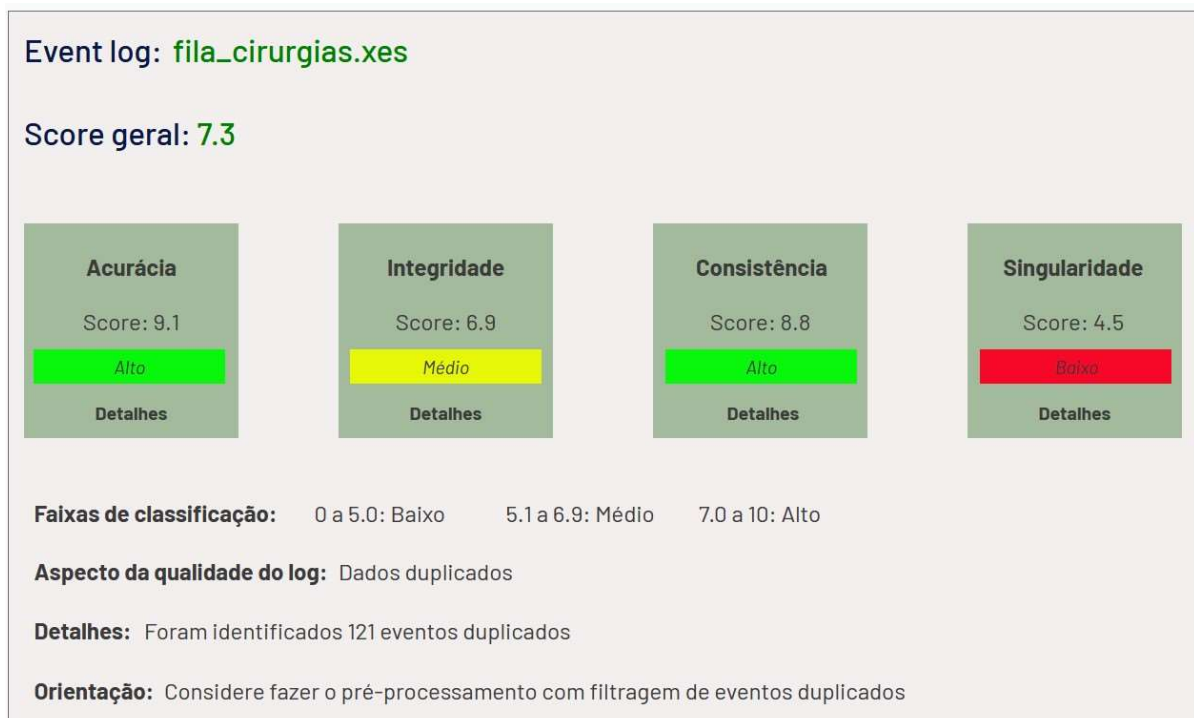 Event log: fila_cirurgias.xes
Score geral: 7.3
Acurácia Integridade Consistência Singularidade
Score: 9.1 Score: 6.9 Score: 8.8 Score: 4.5
Alto Médio Alto Baixo
Detalhes Detalhes Detalhes Detalhes
Faixas de classificação: 0 a 5.0: Baixo 5.1 a 6.9: Médio 7.0 a 10: Alto
Aspecto da qualidade do log: Dados duplicados
Detalhes: Foram identificados 121 eventos duplicados
Orientação: Considere fazer o pré-processamento com filtragem de eventos duplicados